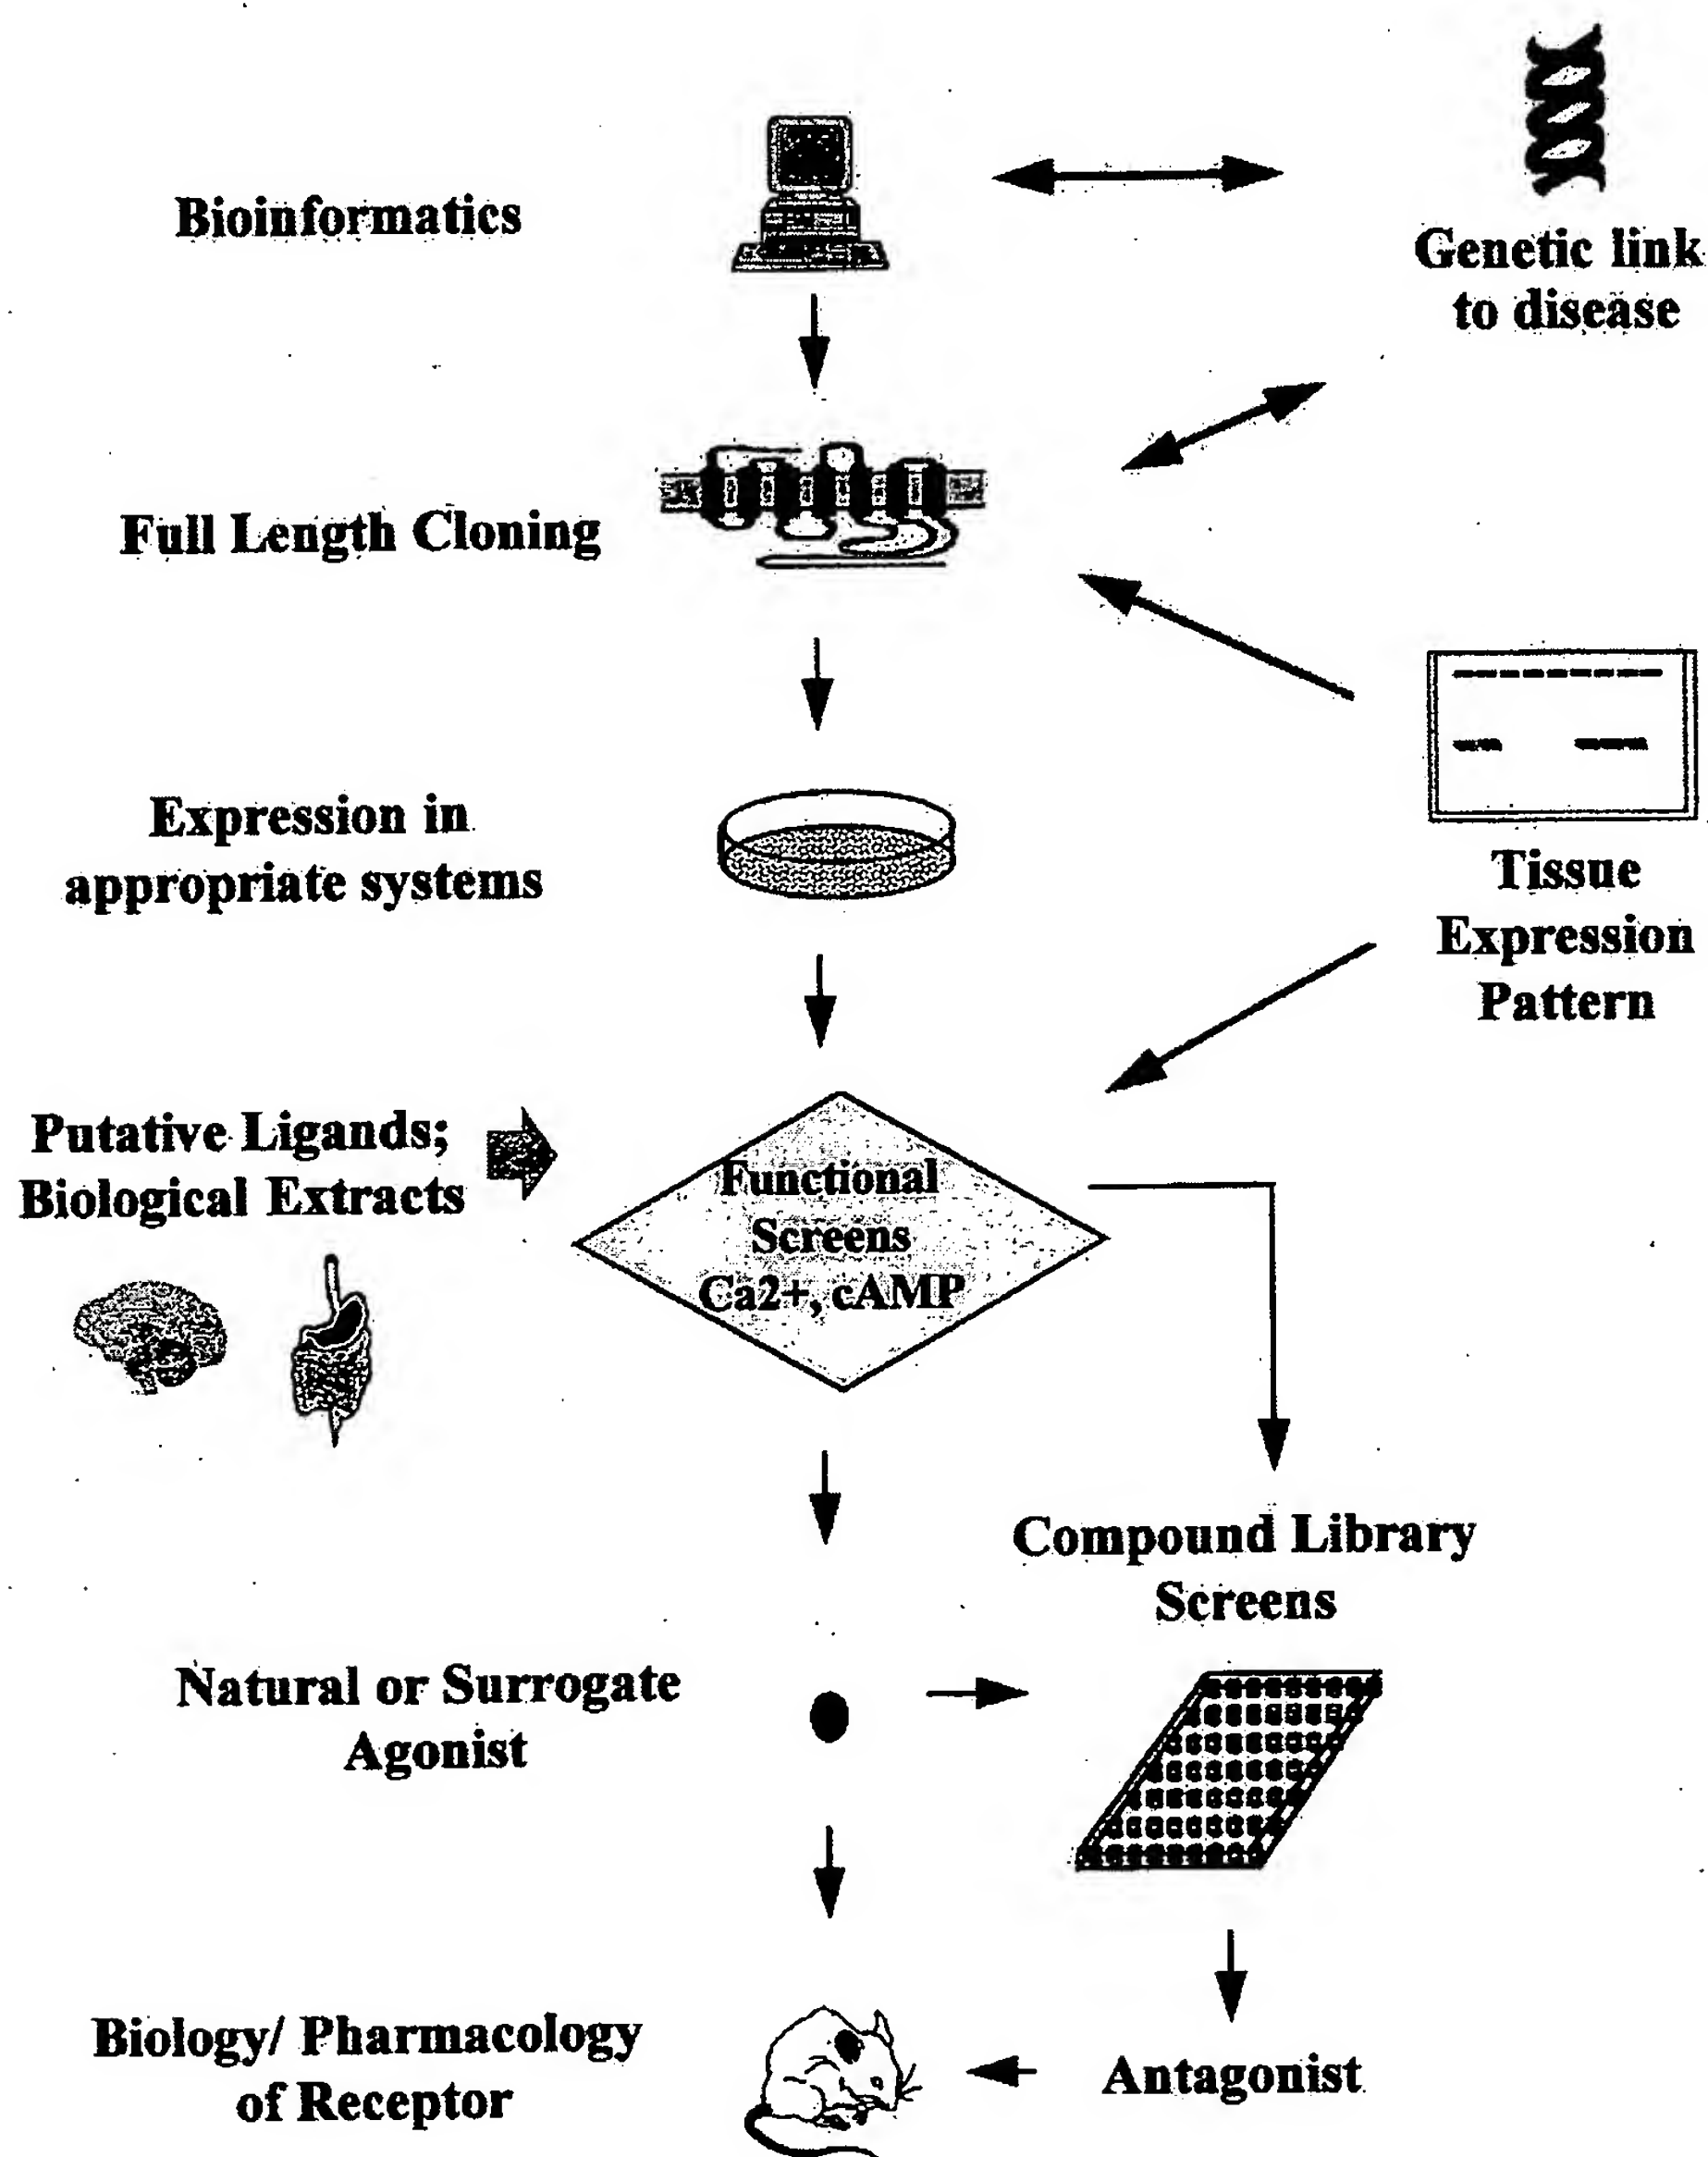 Bioinformatics
Genetic link
to disease
Full Length Cloning
Expression in
appropriate systems
Tissue
Expression
Pattern
Putative Ligands;
Biological Extracts
Functional
Screens
Ca2+, cAMP
Compound Library
Screens
Natural or Surrogate
Agonist
Biology/ Pharmacology
of Receptor
Antagonist